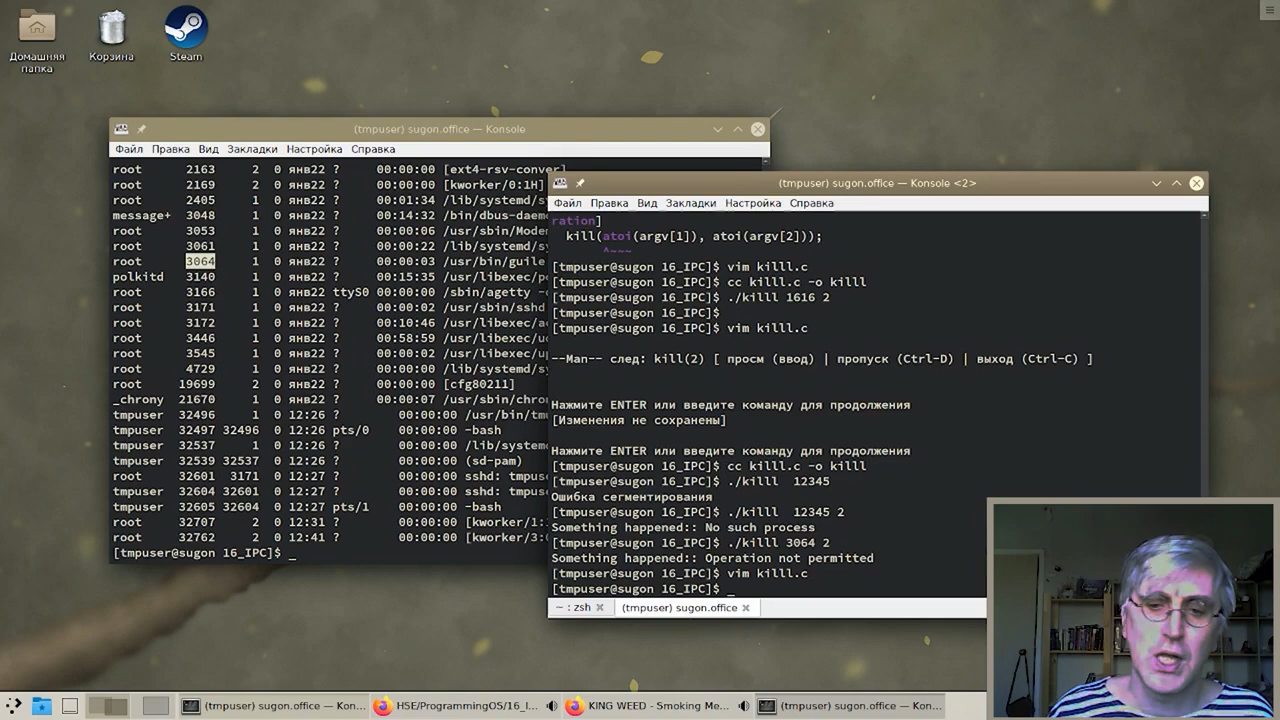 Домашняя
папка
Корзина
Steam
(tmpuser) sugon.office — Konsole
Файл Правка Вид Закладки Настройка Справка
root 2163 2 0 янв22 ? 00:00:00 [ext4-rsv-conver]
root 2169 2 0 янв22 ? 00:00:00 [kworker/0:1H]
root 2405 1 0 янв22 ? 00:01:34 /lib/systemd/s
message+ 3048 1 0 янв22 ? 00:14:32 /bin/dbus-daem
root 3053 1 0 янв22 ? 00:00:06 /usr/sbin/Mode
root 3061 1 0 янв22 ? 00:00:22 /lib/systemd/s
root 3064 1 0 янв22 ? 00:00:03 /usr/bin/guile
polkitd 3140 1 0 янв22 ? 00:15:35 /usr/libexec/p
root 3166 1 0 янв22 ttyS0 00:00:00 /sbin/agetty -
root 3171 1 0 янв22 ? 00:00:02 /usr/sbin/sshd
root 3172 1 0 янв22 ? 00:10:46 /usr/libexec/a
root 3446 1 0 янв22 ? 00:58:59 /usr/libexec/u
root 3545 1 0 янв22 ? 00:00:02 /usr/libexec/
root 4729 1 0 янв22 ? 00:00:00 /lib/systemd/s
root 19699 2 0 янв22 ? 00:00:00 [cfg80211]
_chrony 21670 1 0 янв22 ? 00:00:07 /usr/sbin/chro
tmpuser 32496 1 0 12:26 ? 00:00:00 /usr/bin/tm
tmpuser 32497 32496 0 12:26 pts/0 00:00:00 -bash
tmpuser 32537 1 0 12:26 ? 00:00:00 /lib/system
tmpuser 32539 32537 0 12:26 ? 00:00:00 (sd-pam)
root 32601 3171 0 12:27 ? 00:00:00 sshd: tmpus
tmpuser 32604 32601 0 12:27 ? 00:00:00 sshd: tmpus
tmpuser 32605 32604 0 12:27 pts/1 00:00:00 -bash
root 32707 2 0 12:31 ? 00:00:00 [kworker/1:
root 32762 2 0 12:41 ? 00:00:00 [kworker/3:
[tmpuser@sugon 16_IPC]$ _
(tmpuser) sugon.office — Konsole <2>
Файл Правка Вид Закладки Настройка Справка
ration]
kill(atoi(argv[1]), atoi(argv[2]));
^~~~
[tmpuser@sugon 16_IPC]$ vim killl.c
[tmpuser@sugon 16_IPC]$ cc killl.c -o killl
[tmpuser@sugon 16_IPC]$ ./killl 1616 2
[tmpuser@sugon 16_IPC]$
[tmpuser@sugon 16_IPC]$ vim killl.c
--Man-- след: kill(2) [ просм (ввод) | пропуск (Ctrl-D) | выход (Ctrl-C) ]
Нажмите ENTER или введите команду для продолжения
[Изменения не сохранены]
Нажмите ENTER или введите команду для продолжения
[tmpuser@sugon 16_IPC]$ cc killl.c -o killl
[tmpuser@sugon 16_IPC]$ ./killl 12345
Ошибка сегментирования
[tmpuser@sugon 16_IPC]$ ./killl 12345 2
Something happened:: No such process
[tmpuser@sugon 16_IPC]$ ./killl 3064 2
Something happened:: Operation not permitted
[tmpuser@sugon 16_IPC]$ vim killl.c
[tmpuser@sugon 16_IPC]$ _
~ : zsh
(tmpuser) sugon.office
(tmpuser) sugon.office — Kon...
HSE/ProgrammingOS/16_I...
KING WEED - Smoking Me...
(tmpuser) sugon.office — Kon...